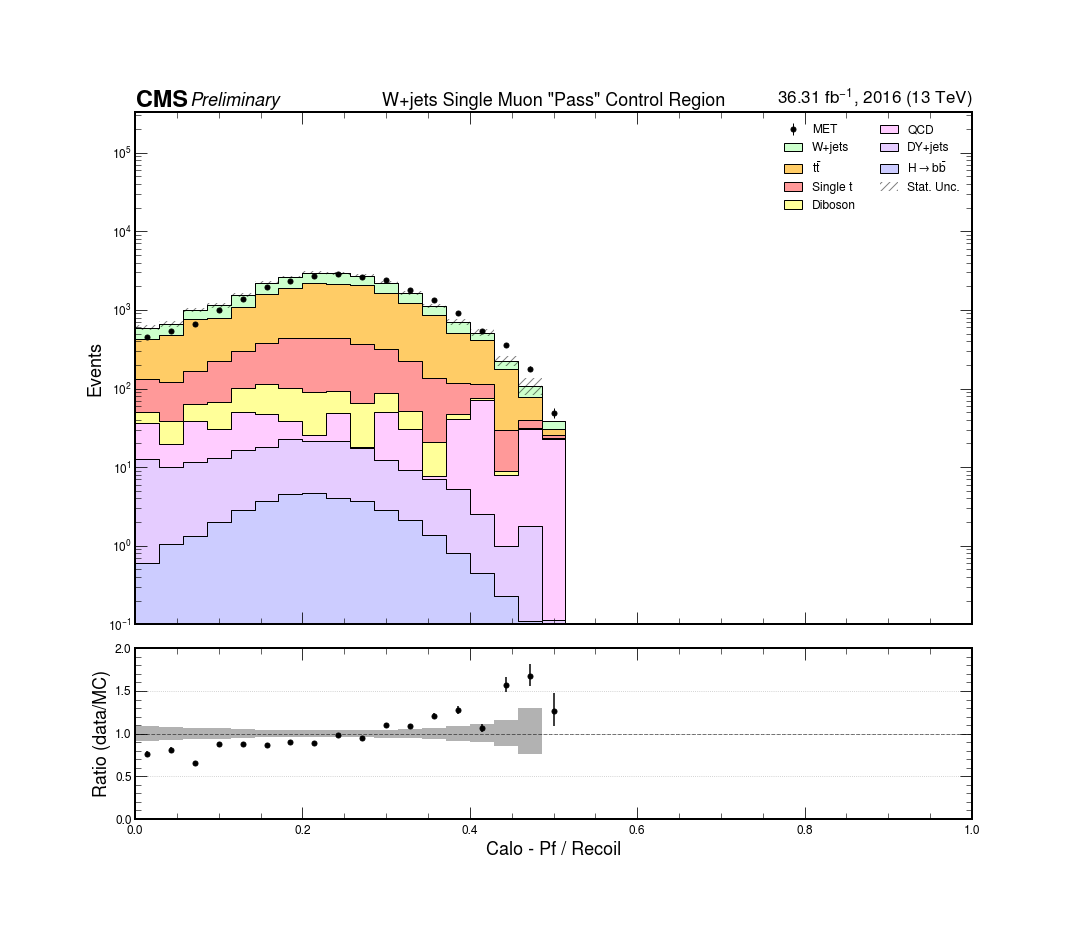 CMS Preliminary W+jets Single Muon "Pass" Control Region 36.31 fb⁻¹, 2016 (13 TeV)
MET QCD
W+jets DY+jets
tt̄ H→bb̄
Single t Stat. Unc.
Diboson
Events
10⁵
10⁴
10³
10²
10¹
10⁰
10⁻¹
Ratio (data/MC)
2.0
1.5
1.0
0.5
0.0
0.0 0.2 0.4 0.6 0.8 1.0
Calo - Pf / Recoil